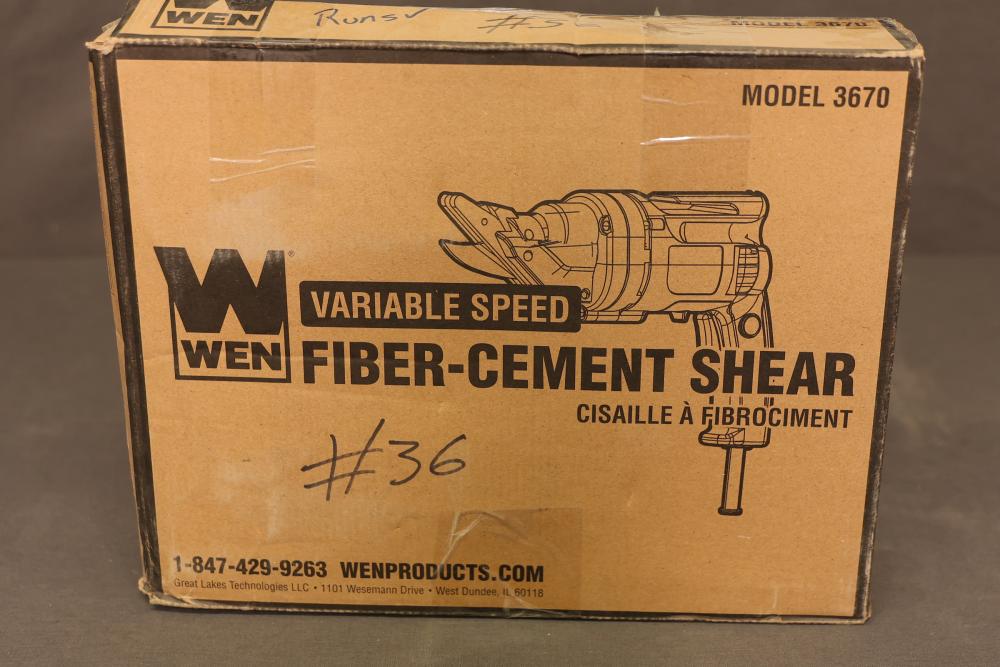 WEN Runs #5 MODEL 3670
MODEL 3670
W
WEN
®
VARIABLE SPEED
FIBER-CEMENT SHEAR
CISAILLE À FIBROCIMENT
#36
1-847-429-9263 WENPRODUCTS.COM
Great Lakes Technologies LLC • 1101 Wesemann Drive • West Dundee, IL 60118